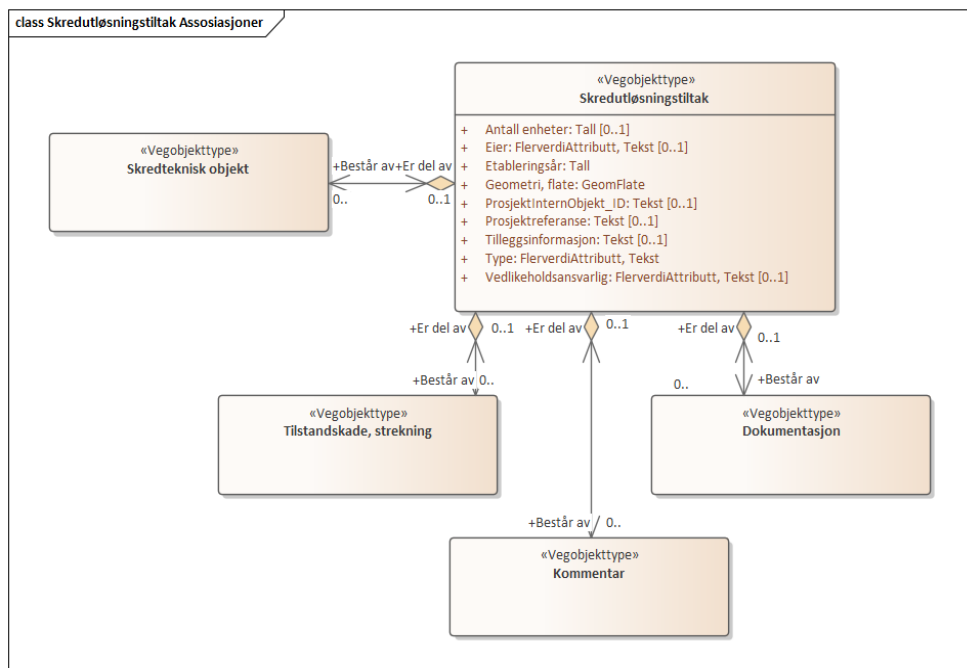 class Skredutløsningstiltak Assosiasjoner
«Vegobjekttype»
Skredutløsningstiltak
+ Antall enheter: Tall [0..1]
+ Eier: FlerverdiAttributt, Tekst [0..1]
+ Etableringsår: Tall
+ Geometri, flate: GeomFlate
+ ProsjektInternObjekt_ID: Tekst [0..1]
+ Prosjektreferanse: Tekst [0..1]
+ Tilleggsinformasjon: Tekst [0..1]
+ Type: FlerverdiAttributt, Tekst
+ Vedlikeholdsansvarlig: FlerverdiAttributt, Tekst [0..1]
«Vegobjekttype»
Skredteknisk objekt
+Består av +Er del av
0.. 0..1
+Er del av 0..1 +Er del av 0..1 +Er del av 0..1
+Består av 0.. 0.. +Består av
«Vegobjekttype»
Tilstandskade, strekning
«Vegobjekttype»
Dokumentasjon
+Består av 0..
«Vegobjekttype»
Kommentar